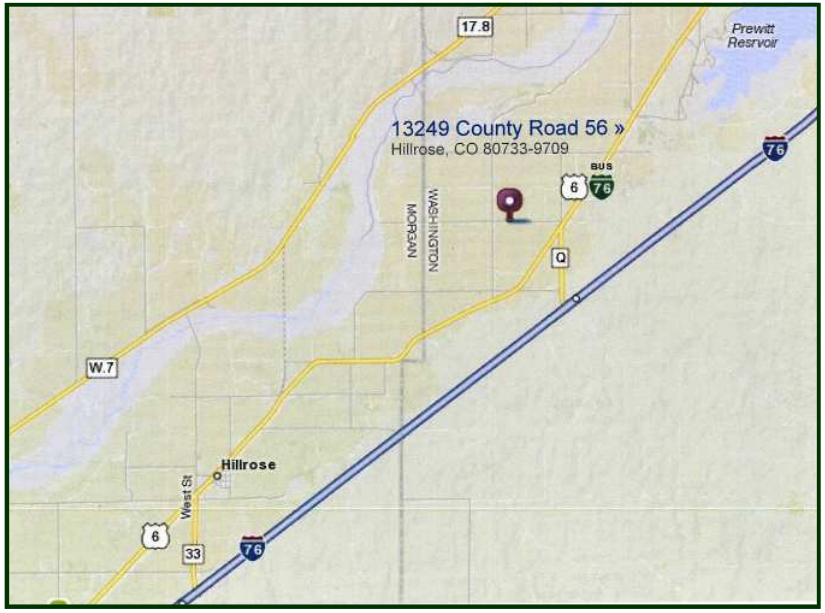 17.8
Prewitt
Resrvoir
13249 County Road 56 »
Hillrose, CO 80733-9709
76
BUS
6
76
MORGAN
WASHINGTON
Q
W.7
Hillrose
West St
6
33
76